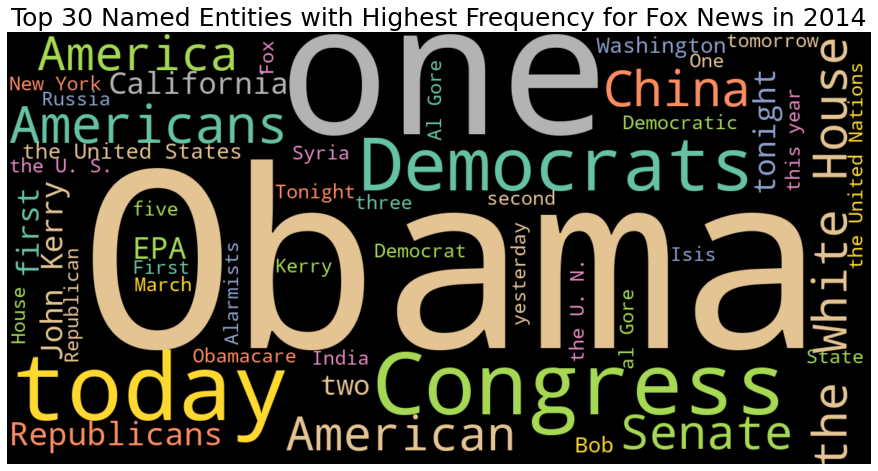 Top 30 Named Entities with Highest Frequency for Fox News in 2014
America
Fox
one
Washington
tomorrow
One
New York
California
Russia
Al Gore
China
tonight
this year
the White House
the United Nations
Americans
Democratic
the United States
Syria
Democrats
the U. S.
first
John Kerry
Tonight
three
second
five
Obama
EPA
First
March
Alarmists
Kerry
Democrat
yesterday
the U. N.
Isis
House
Republican
today
Obamacare
India
two
Congress
al Gore
State
Republicans
American
Bob
Senate